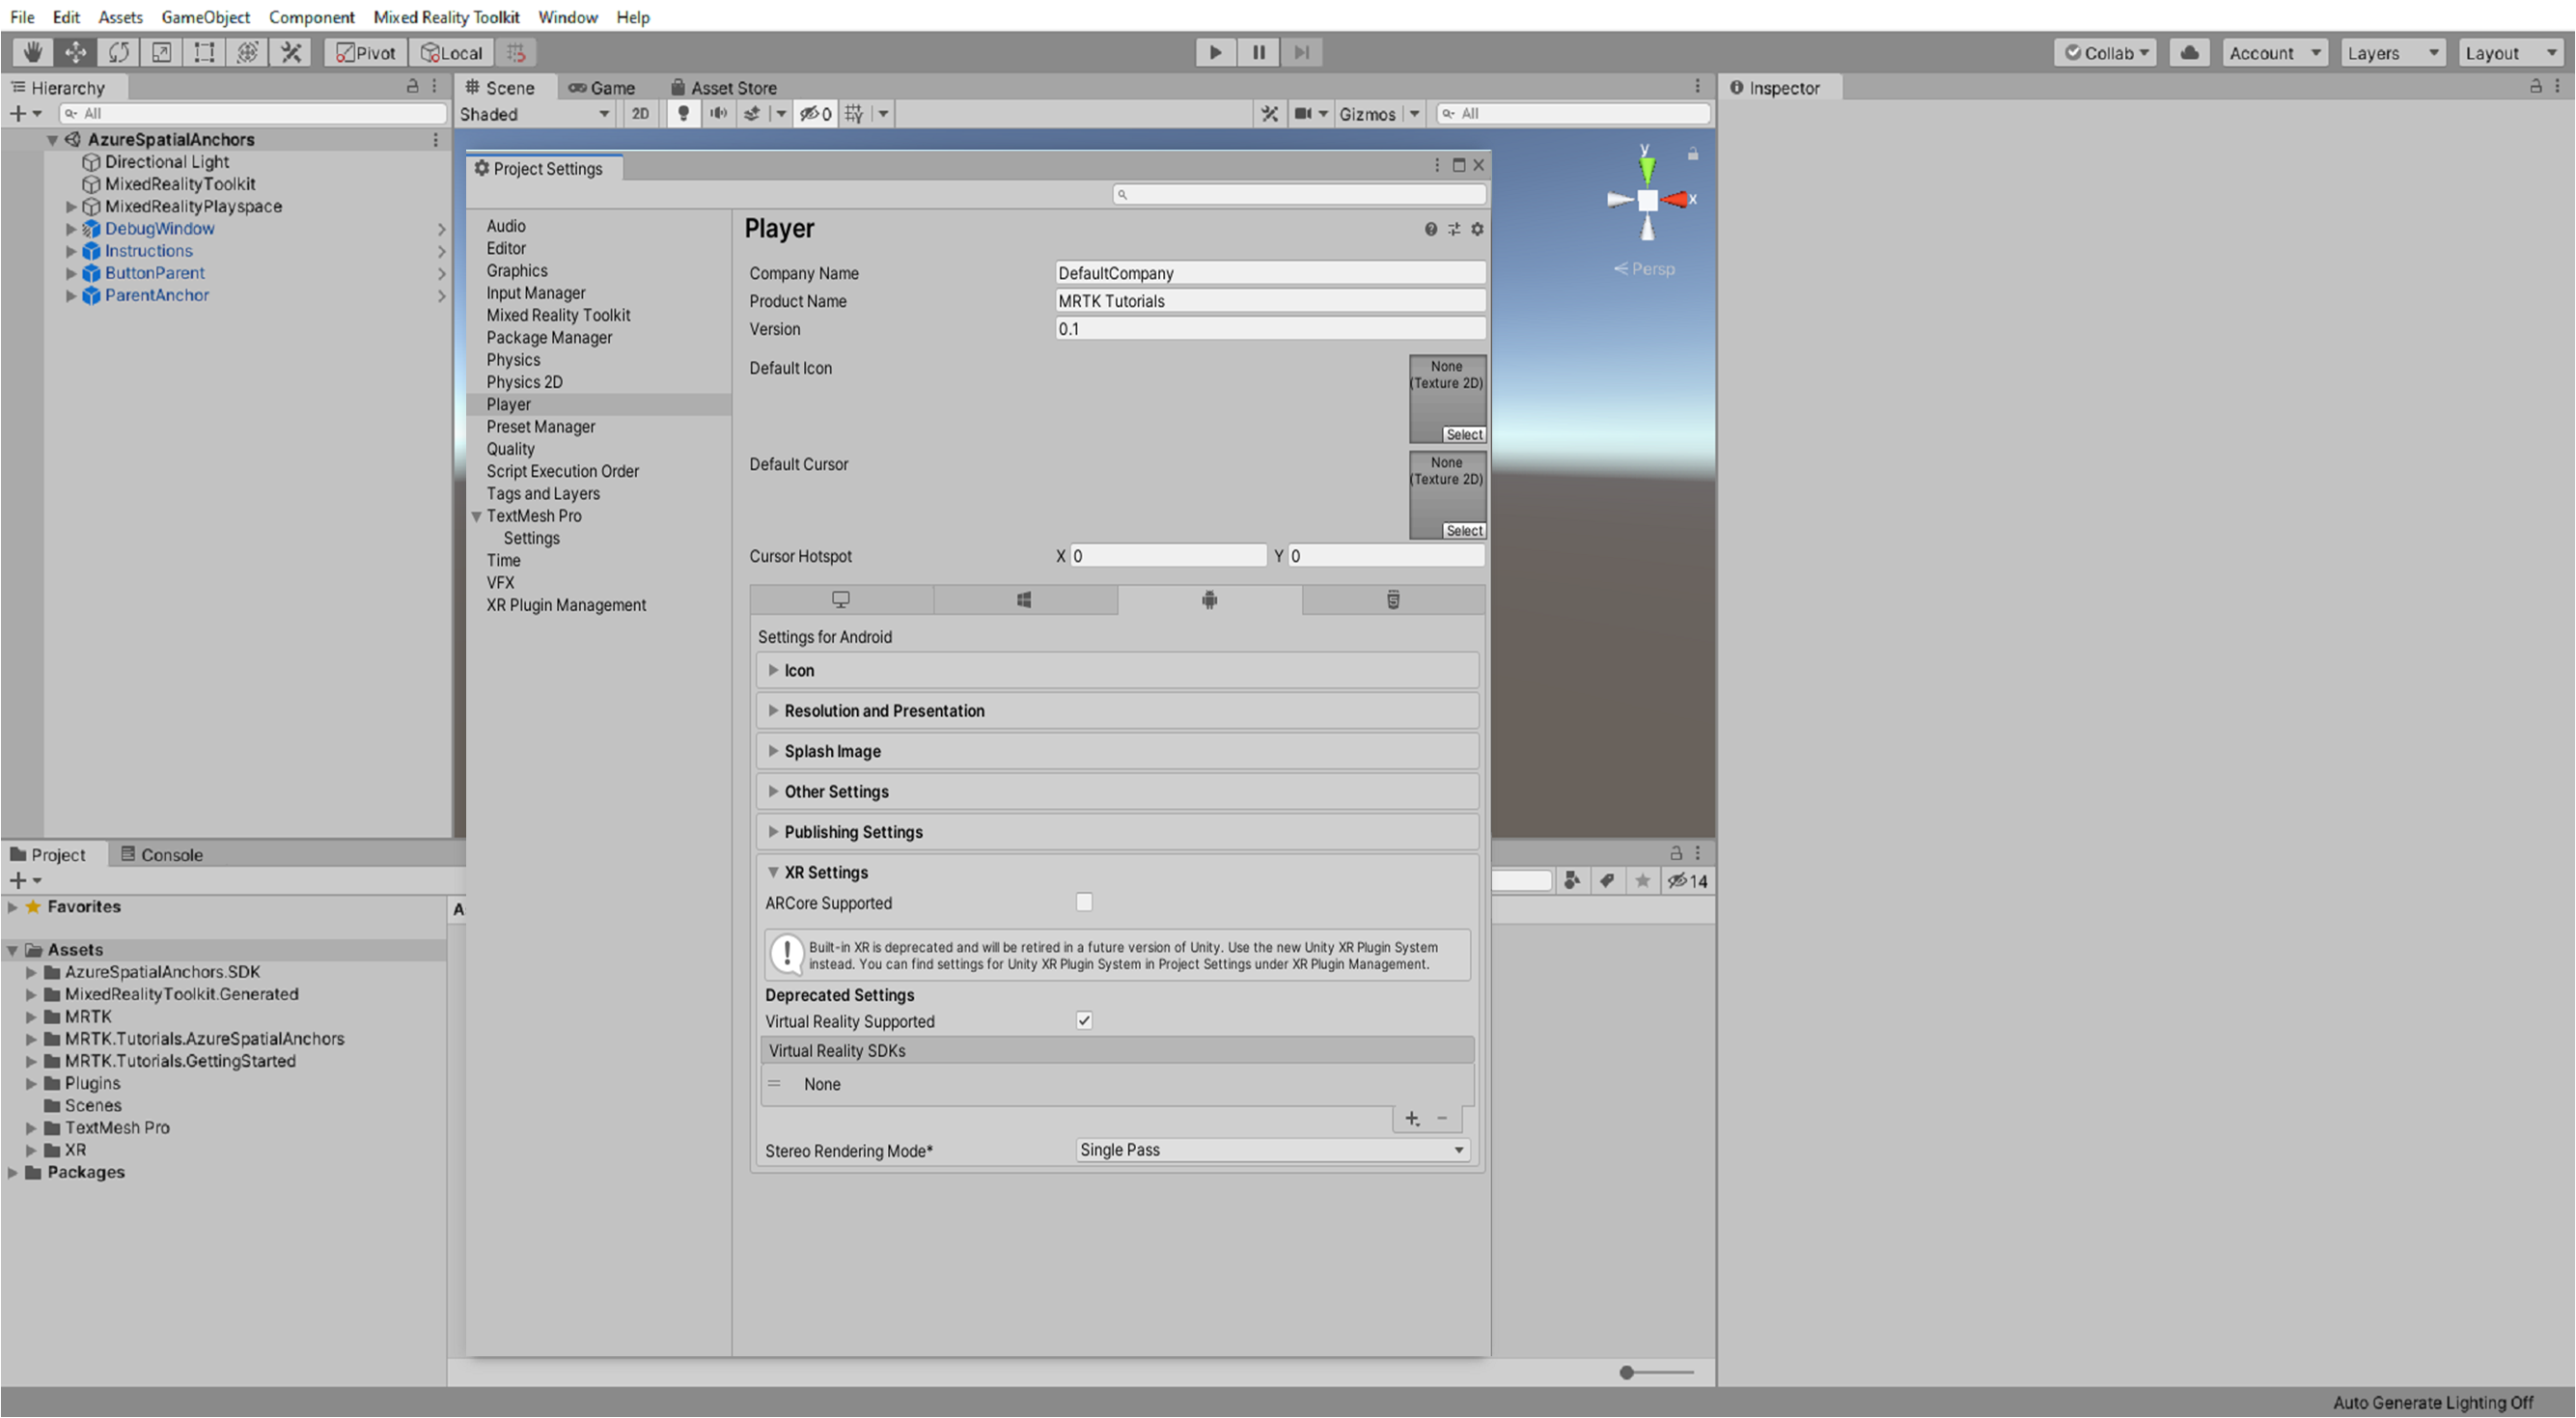 File Edit Assets GameObject Component Mixed Reality Toolkit Window Help
Pivot Local Collab Account Layers Layout
Hierarchy
All
AzureSpatialAnchors
Directional Light
MixedRealityToolkit
MixedRealityPlayspace
DebugWindow
Instructions
ButtonParent
ParentAnchor
Scene Game Asset Store
Shaded 2D 0 Gizmos All
y
x
Persp
Inspector
Project Settings
Audio
Editor
Graphics
Input Manager
Mixed Reality Toolkit
Package Manager
Physics
Physics 2D
Player
Preset Manager
Quality
Script Execution Order
Tags and Layers
TextMesh Pro
Settings
Time
VFX
XR Plugin Management
Player
Company Name DefaultCompany
Product Name MRTK Tutorials
Version 0.1
Default Icon None
(Texture 2D)
Select
Default Cursor None
(Texture 2D)
Select
Cursor Hotspot X 0 Y 0
Settings for Android
Icon
Resolution and Presentation
Splash Image
Other Settings
Publishing Settings
XR Settings
ARCore Supported
Built-in XR is deprecated and will be retired in a future version of Unity. Use the new Unity XR Plugin System
instead. You can find settings for Unity XR Plugin System in Project Settings under XR Plugin Management.
Deprecated Settings
Virtual Reality Supported
Virtual Reality SDKs
None
+ −
Stereo Rendering Mode* Single Pass
Project Console
14
Favorites
A
Assets
AzureSpatialAnchors.SDK
MixedRealityToolkit.Generated
MRTK
MRTK.Tutorials.AzureSpatialAnchors
MRTK.Tutorials.GettingStarted
Plugins
Scenes
TextMesh Pro
XR
Packages
Auto Generate Lighting Off